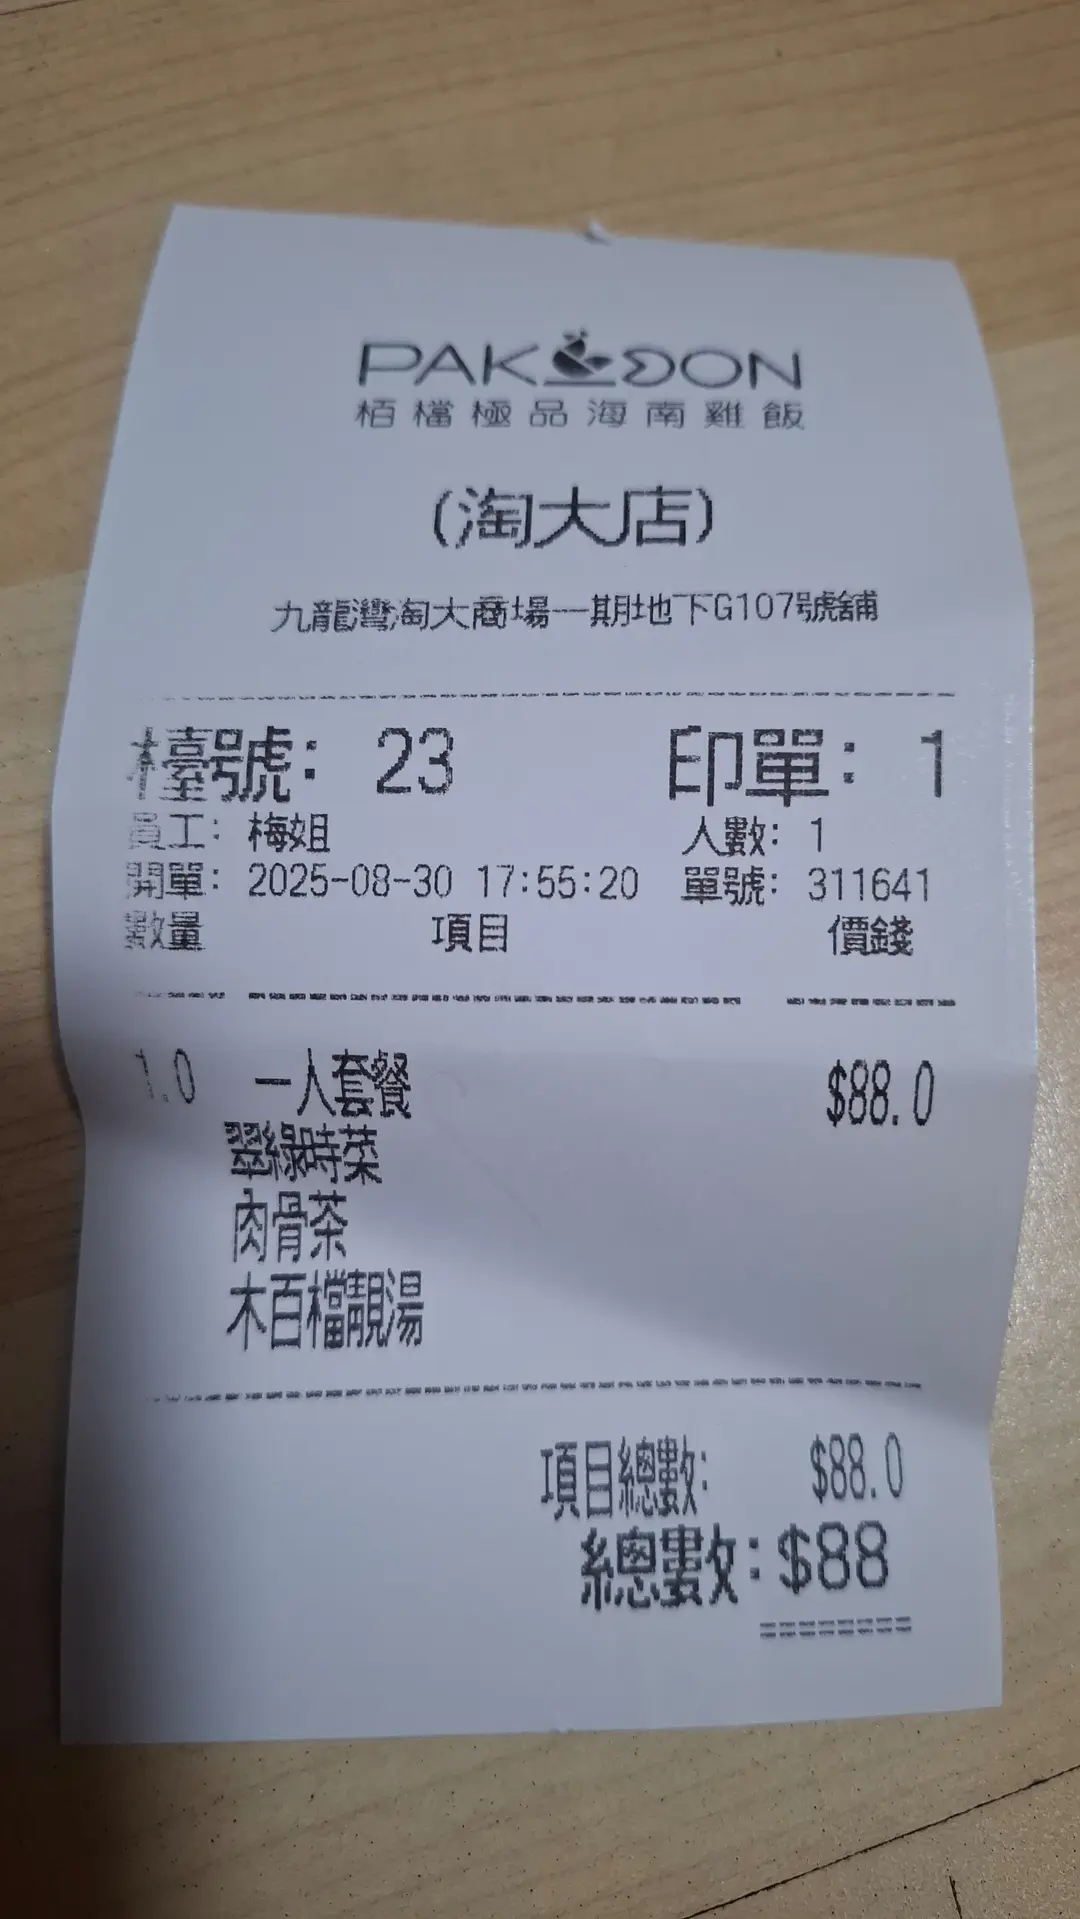 PAK DON
栢檔極品海南雞飯
(淘大店)
九龍灣淘大商場一期地下G107號舖
檯號: 23 印單: 1
員工: 梅姐 人數: 1
開單: 2025-08-30 17:55:20 單號: 311641
數量 項目 價錢
1.0 一人套餐 $88.0
翠綠時菜
肉骨茶
木百檔靚湯
項目總數: $88.0
總數: $88